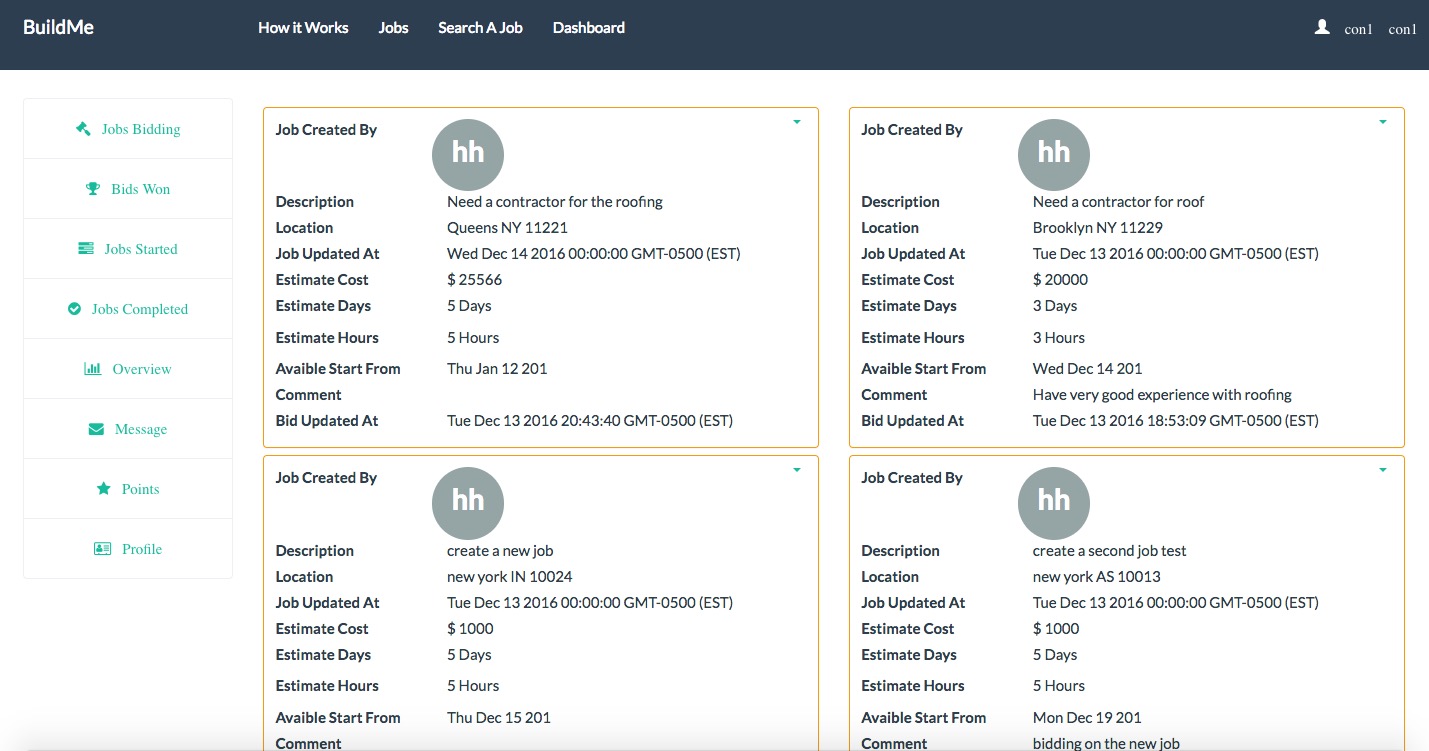 BuildMe How it Works Jobs Search A Job Dashboard con1 con1
Jobs Bidding
Bids Won
Jobs Started
Jobs Completed
Overview
Message
Points
Profile
Job Created By hh
Description Need a contractor for the roofing
Location Queens NY 11221
Job Updated At Wed Dec 14 2016 00:00:00 GMT-0500 (EST)
Estimate Cost $ 25566
Estimate Days 5 Days
Estimate Hours 5 Hours
Avaible Start From Thu Jan 12 201
Comment
Bid Updated At Tue Dec 13 2016 20:43:40 GMT-0500 (EST)
Job Created By hh
Description Need a contractor for roof
Location Brooklyn NY 11229
Job Updated At Tue Dec 13 2016 00:00:00 GMT-0500 (EST)
Estimate Cost $ 20000
Estimate Days 3 Days
Estimate Hours 3 Hours
Avaible Start From Wed Dec 14 201
Comment Have very good experience with roofing
Bid Updated At Tue Dec 13 2016 18:53:09 GMT-0500 (EST)
Job Created By hh
Description create a new job
Location new york IN 10024
Job Updated At Tue Dec 13 2016 00:00:00 GMT-0500 (EST)
Estimate Cost $ 1000
Estimate Days 5 Days
Estimate Hours 5 Hours
Avaible Start From Thu Dec 15 201
Comment
Job Created By hh
Description create a second job test
Location new york AS 10013
Job Updated At Tue Dec 13 2016 00:00:00 GMT-0500 (EST)
Estimate Cost $ 1000
Estimate Days 5 Days
Estimate Hours 5 Hours
Avaible Start From Mon Dec 19 201
Comment bidding on the new job